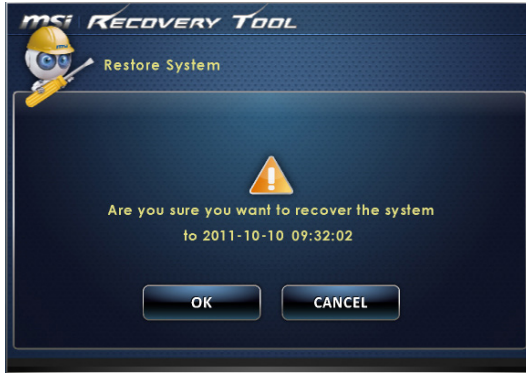 msi RECOVERY TOOL
Restore System
Are you sure you want to recover the system
to 2011-10-10 09:32:02
OK
CANCEL